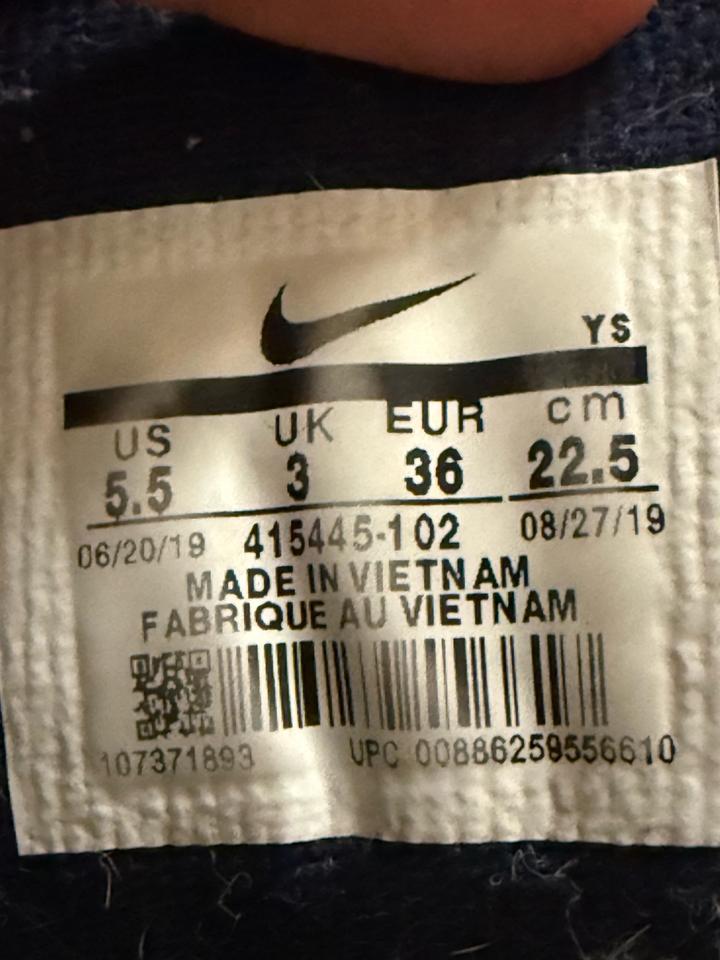 YS
US UK EUR cm
5.5 3 36 22.5
06/20/19 415445-102 08/27/19
MADE IN VIETNAM
FABRIQUE AU VIETNAM
107371893 UPC 00886259556610